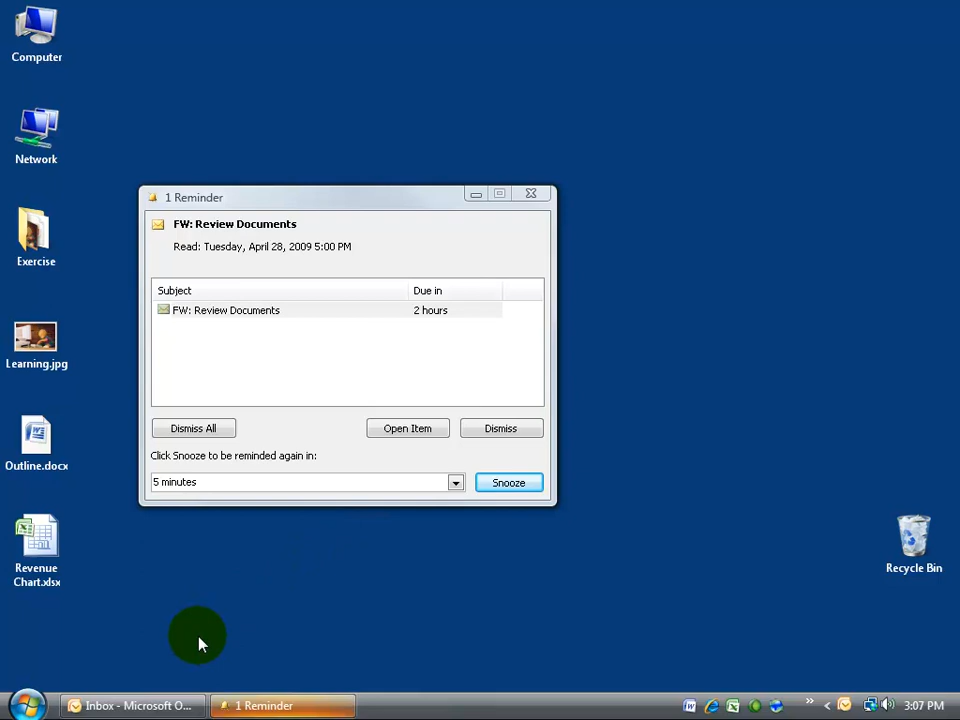 Computer
Network
Exercise
Learning.jpg
Outline.docx
Revenue
Chart.xlsx
1 Reminder
FW: Review Documents
Read: Tuesday, April 28, 2009 5:00 PM
Subject Due in
FW: Review Documents 2 hours
Dismiss All Open Item Dismiss
Click Snooze to be reminded again in:
5 minutes Snooze
Recycle Bin
Inbox - Microsoft O... 1 Reminder 3:07 PM